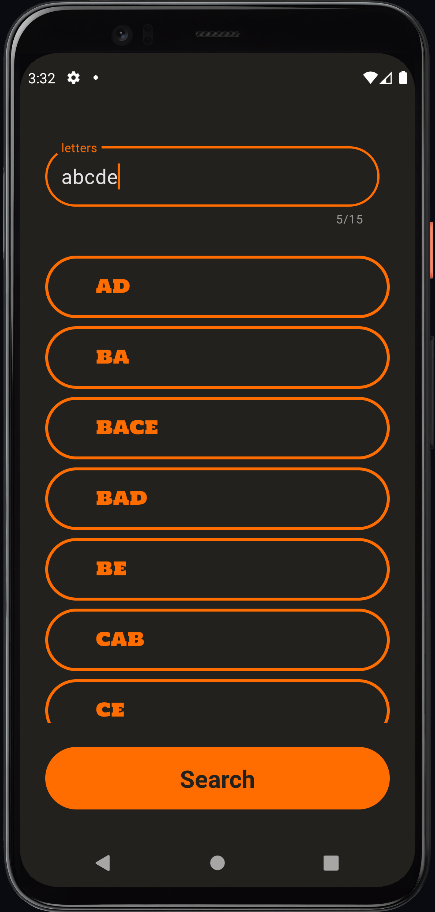 3:32
letters
abcde
5/15
AD
BA
BACE
BAD
BE
CAB
CE
Search